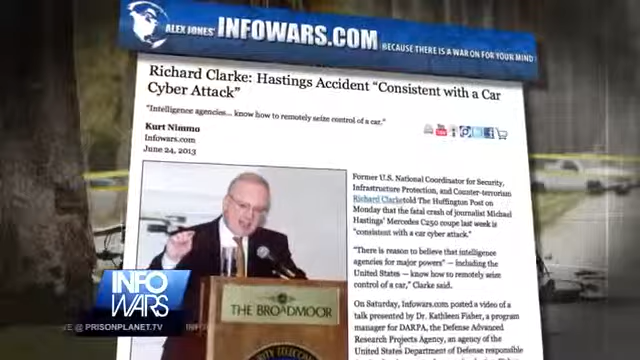 ALEX JONES' INFOWARS.COM BECAUSE THERE IS A WAR ON FOR YOUR MIND
Richard Clarke: Hastings Accident “Consistent with a Car
Cyber Attack”
“Intelligence agencies... know how to remotely seize control of a car.”
Kurt Nimmo
Infowars.com
June 24, 2013
Former U.S. National Coordinator for Security,
Infrastructure Protection, and Counter-terrorism
Richard Clarketold The Huffington Post on
Monday that the fatal crash of journalist Michael
Hastings' Mercedes C250 coupe last week is
“consistent with a car cyber attack.”
“There is reason to believe that intelligence
agencies for major powers” — including the
United States — know how to remotely seize
control of a car,” Clarke said.
On Saturday, Infowars.com posted a video of a
talk presented by Dr. Kathleen Fisher, a program
manager for DARPA, the Defense Advanced
Research Projects Agency, an agency of the
United States Department of Defense responsible
THE BROADMOOR
INFO
WARS
@ PRISONPLANET.TV